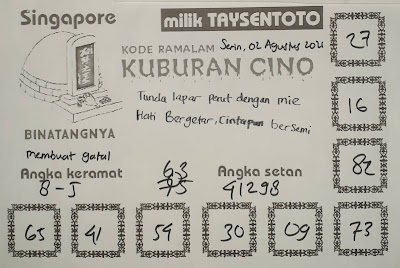 Singapore
milik TAYSENTOTO
KODE RAMALAM Senin, 02 Agustus 2021
KUBURAN CINO
27
Tunda lapar perut dengan mie
Hati Bergetar, Cintapun bersemi
16
BINATANGNYA
membuat gatal
Angka keramat
8-5
63
75
Angka setan
41298
82
65
41
59
30
09
73